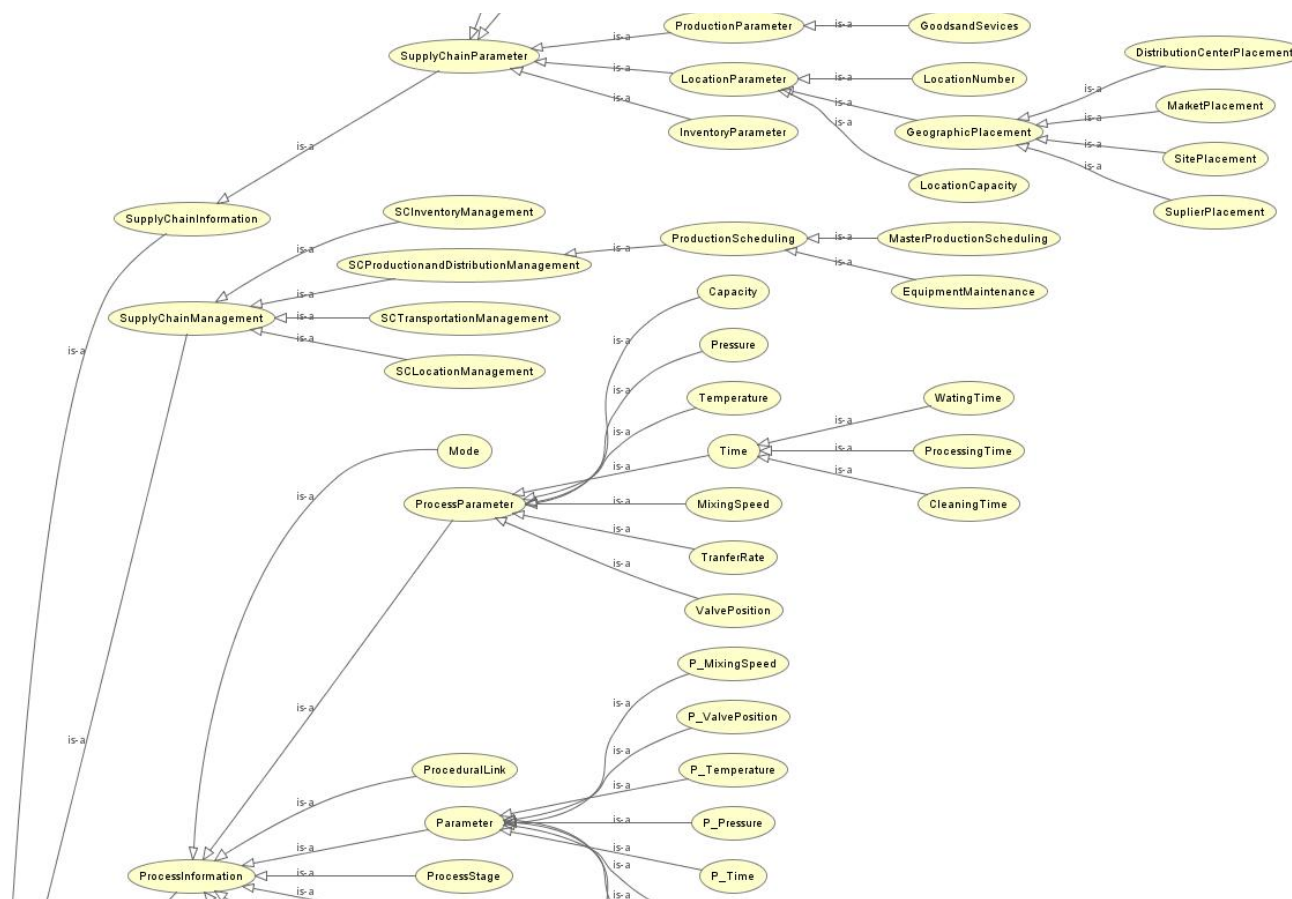 ProductionParameter
is-a
GoodsandSevices
SupplyChainParameter
is-a
DistributionCenterPlacement
LocationParameter
is-a
LocationNumber
is-a
is-a
is-a
MarketPlacement
is-a
InventoryParameter
is-a
GeographicPlacement
is-a
SitePlacement
is-a
is-a
LocationCapacity
SuplierPlacement
SupplyChainInformation
SCInventoryManagement
is-a
ProductionScheduling
is-a
MasterProductionScheduling
is-a
SCProductionandDistributionManagement
is-a
EquipmentMaintenance
is-a
Capacity
SupplyChainManagement
is-a
SCTransportationManagement
is-a
is-a
Pressure
is-a
SCLocationManagement
is-a
Temperature
WatingTime
is-a
is-a
Mode
Time
is-a
ProcessingTime
is-a
is-a
is-a
ProcessParameter
is-a
MixingSpeed
CleaningTime
is-a
TranferRate
is-a
ValvePosition
P_MixingSpeed
is-a
is-a
P_ValvePosition
is-a
is-a
ProceduralLink
is-a
P_Temperature
is-a
Parameter
is-a
P_Pressure
is-a
is-a
ProcessInformation
is-a
ProcessStage
P_Time
is-a
is-a